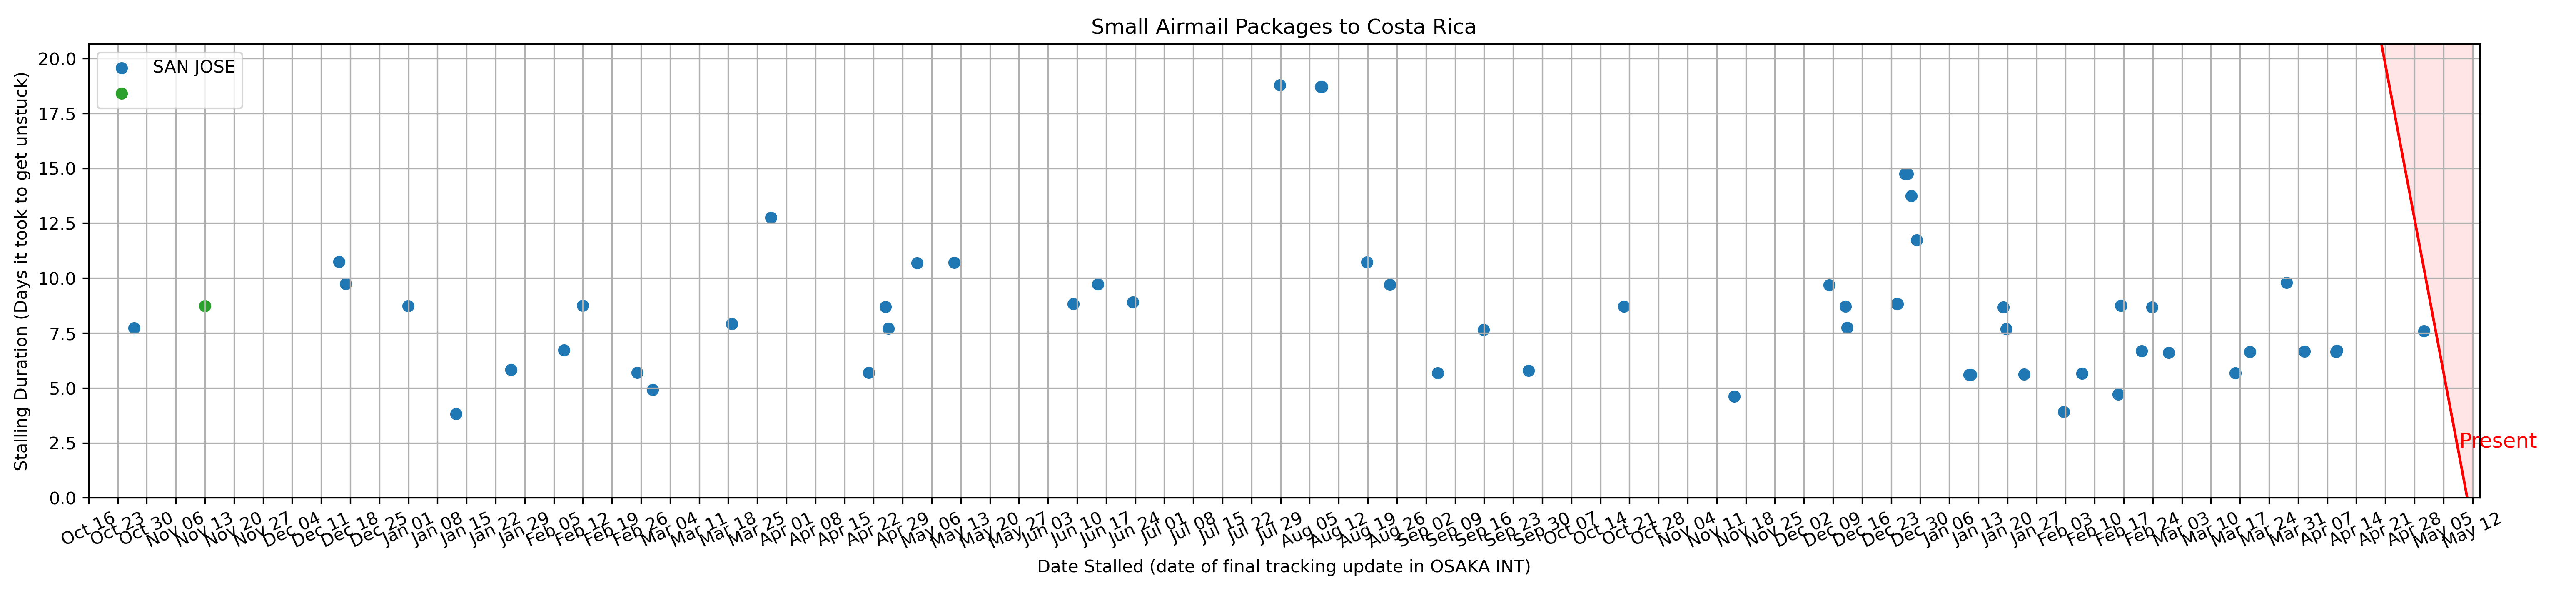 Small Airmail Packages to Costa Rica
SAN JOSE
Stalling Duration (Days it took to get unstuck)
20.0
17.5
15.0
12.5
10.0
7.5
5.0
2.5
0.0
Present
Oct 16 Oct 23 Oct 30 Nov 06 Nov 13 Nov 20 Nov 27 Dec 04 Dec 11 Dec 18 Dec 25 Jan 01 Jan 08 Jan 15 Jan 22 Jan 29 Feb 05 Feb 12 Feb 19 Feb 26 Mar 04 Mar 11 Mar 18 Mar 25 Apr 01 Apr 08 Apr 15 Apr 22 Apr 29 May 06 May 13 May 20 May 27 Jun 03 Jun 10 Jun 17 Jun 24 Jul 01 Jul 08 Jul 15 Jul 22 Jul 29 Aug 05 Aug 12 Aug 19 Aug 26 Sep 02 Sep 09 Sep 16 Sep 23 Sep 30 Oct 07 Oct 14 Oct 21 Oct 28 Nov 04 Nov 11 Nov 18 Nov 25 Dec 02 Dec 09 Dec 16 Dec 23 Dec 30 Jan 06 Jan 13 Jan 20 Jan 27 Feb 03 Feb 10 Feb 17 Feb 24 Mar 03 Mar 10 Mar 17 Mar 24 Mar 31 Apr 07 Apr 14 Apr 21 Apr 28 May 05 May 12
Date Stalled (date of final tracking update in OSAKA INT)